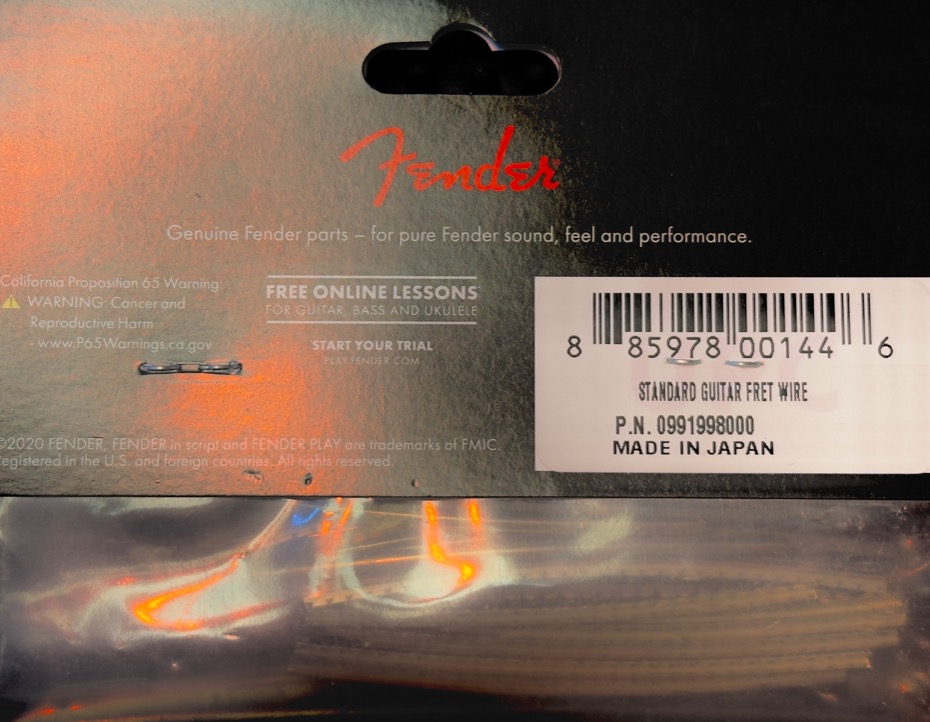 Fender
Genuine Fender parts – for pure Fender sound, feel and performance.
California Proposition 65 Warning:
WARNING: Cancer and
Reproductive Harm
- www.P65Warnings.ca.gov
FREE ONLINE LESSONS
FOR GUITAR, BASS AND UKULELE
START YOUR TRIAL
PLAY.FENDER.COM
©2020 FENDER, FENDER in script and FENDER PLAY are trademarks of FMIC.
egistered in the U.S. and foreign countries. All rights reserved.
8 85978 00144 6
STANDARD GUITAR FRET WIRE
P.N. 0991998000
MADE IN JAPAN